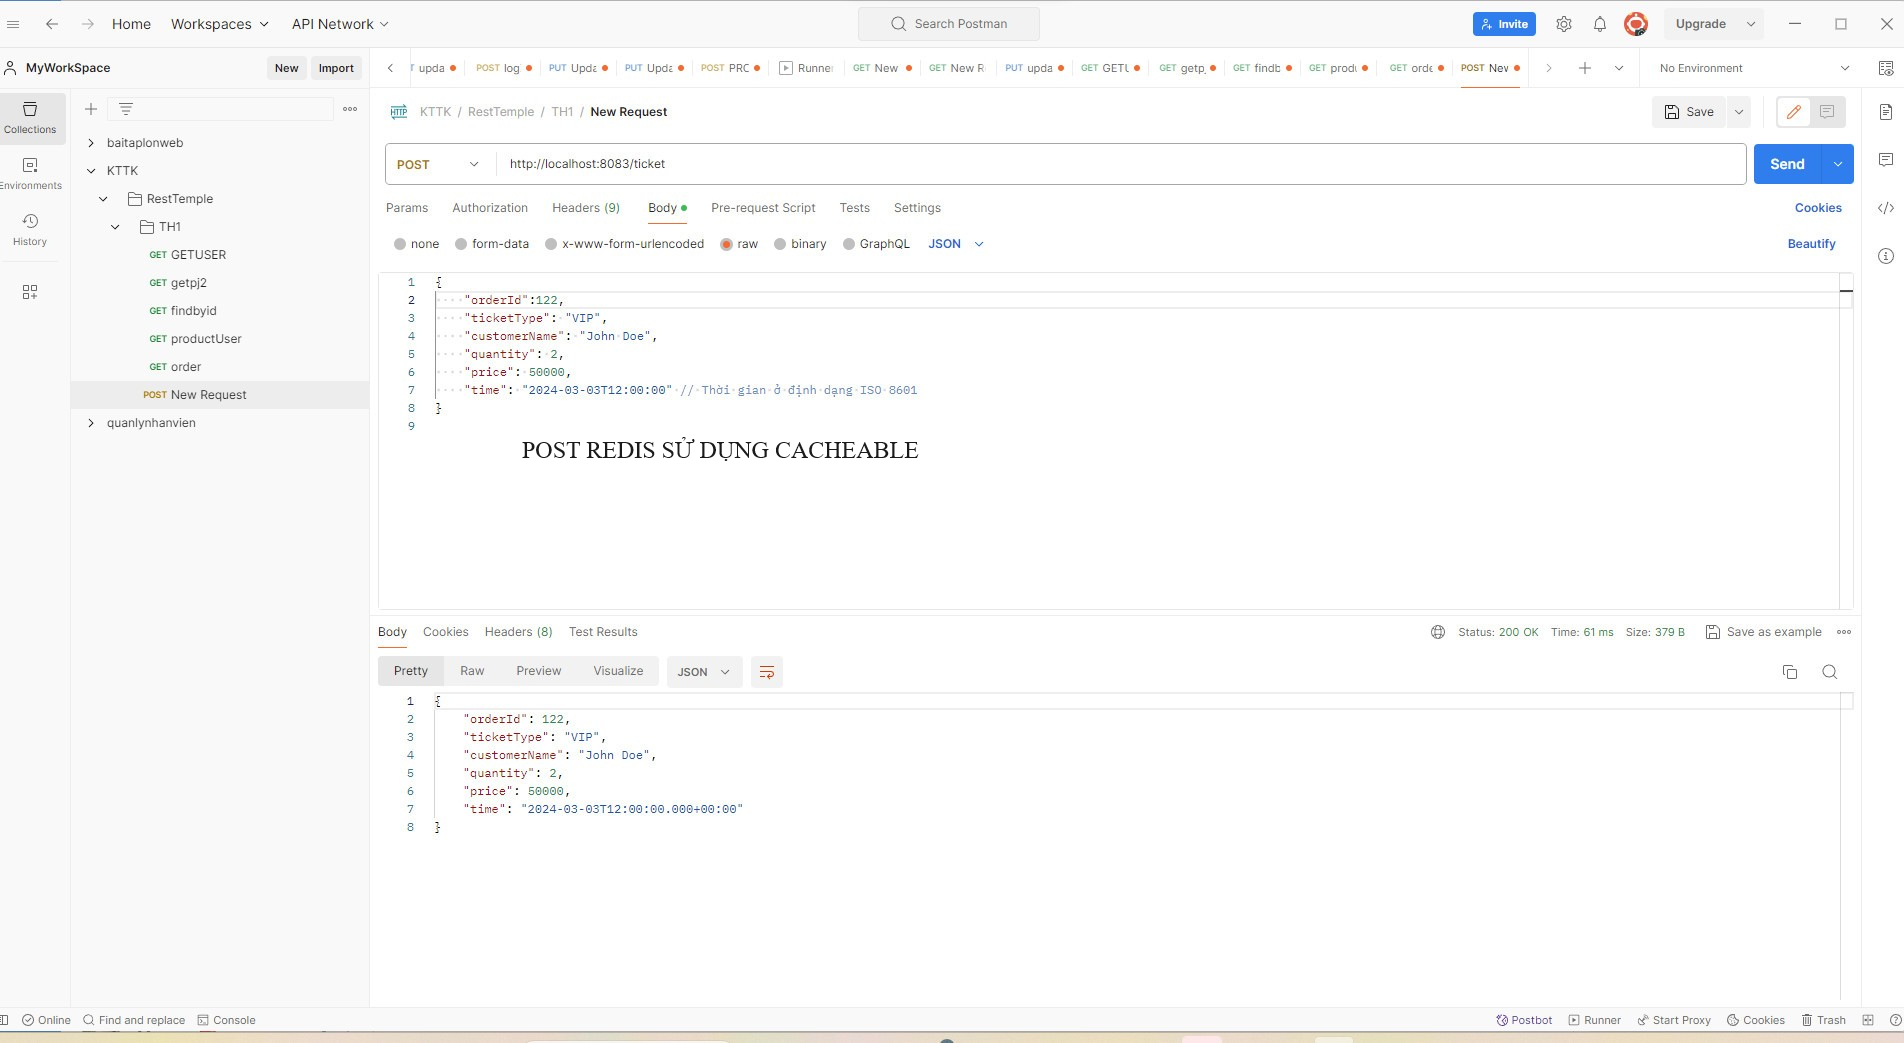 Home Workspaces API Network Search Postman Invite Upgrade
MyWorkSpace New Import
upda POST log PUT Upda PUT Upda POST PRO Runne GET New GET New R PUT upda GET GETU GET getp GET findb GET produ GET orde POST New No Environment
Collections
Environments
History
baitaplonweb
KTTK
RestTemple
TH1
GET GETUSER
GET getpj2
GET findbyid
GET productUser
GET order
POST New Request
quanlynhanvien
HTTP KTTK / RestTemple / TH1 / New Request Save
POST http://localhost:8083/ticket Send
Params Authorization Headers (9) Body Pre-request Script Tests Settings Cookies
none form-data x-www-form-urlencoded raw binary GraphQL JSON Beautify
1 {
2 "orderId":122,
3 "ticketType": "VIP",
4 "customerName": "John Doe",
5 "quantity": 2,
6 "price": 50000,
7 "time": "2024-03-03T12:00:00" // Thời gian ở định dạng ISO 8601
8 }
9
POST REDIS SỬ DỤNG CACHEABLE
Body Cookies Headers (8) Test Results Status: 200 OK Time: 61 ms Size: 379 B Save as example
Pretty Raw Preview Visualize JSON
1 {
2 "orderId": 122,
3 "ticketType": "VIP",
4 "customerName": "John Doe",
5 "quantity": 2,
6 "price": 50000,
7 "time": "2024-03-03T12:00:00.000+00:00"
8 }
Online Find and replace Console Postbot Runner Start Proxy Cookies Trash